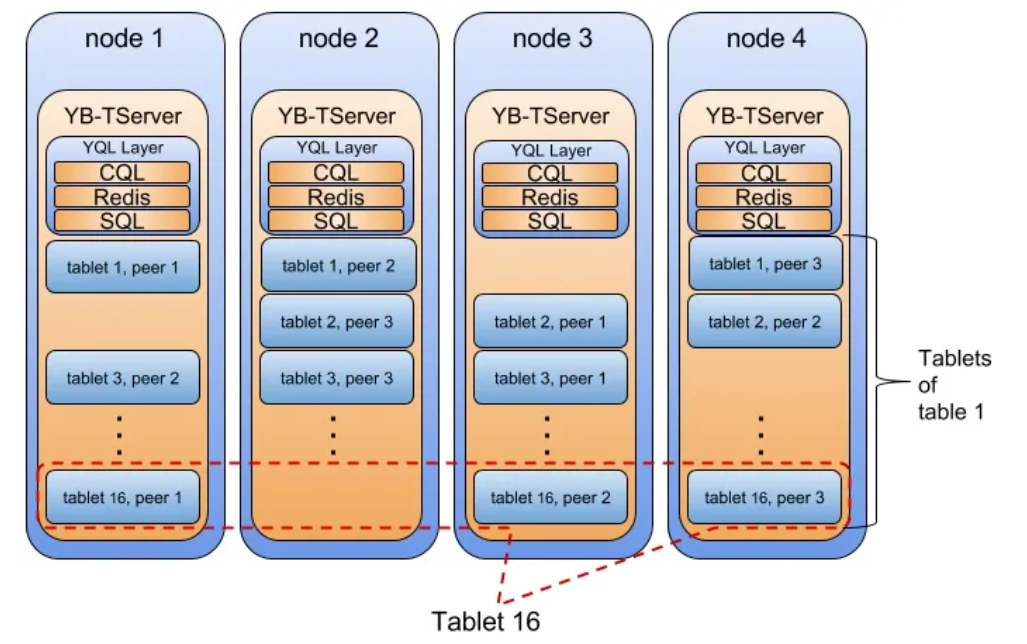 node 1
node 2
node 3
node 4
YB-TServer
YB-TServer
YB-TServer
YB-TServer
YQL Layer
YQL Layer
YQL Layer
YQL Layer
CQL
CQL
CQL
CQL
Redis
Redis
Redis
Redis
SQL
SQL
SQL
SQL
tablet 1, peer 1
tablet 1, peer 2
tablet 1, peer 3
tablet 2, peer 3
tablet 2, peer 1
tablet 2, peer 2
tablet 3, peer 2
tablet 3, peer 3
tablet 3, peer 1
Tablets
of
table 1
tablet 16, peer 1
tablet 16, peer 2
tablet 16, peer 3
Tablet 16